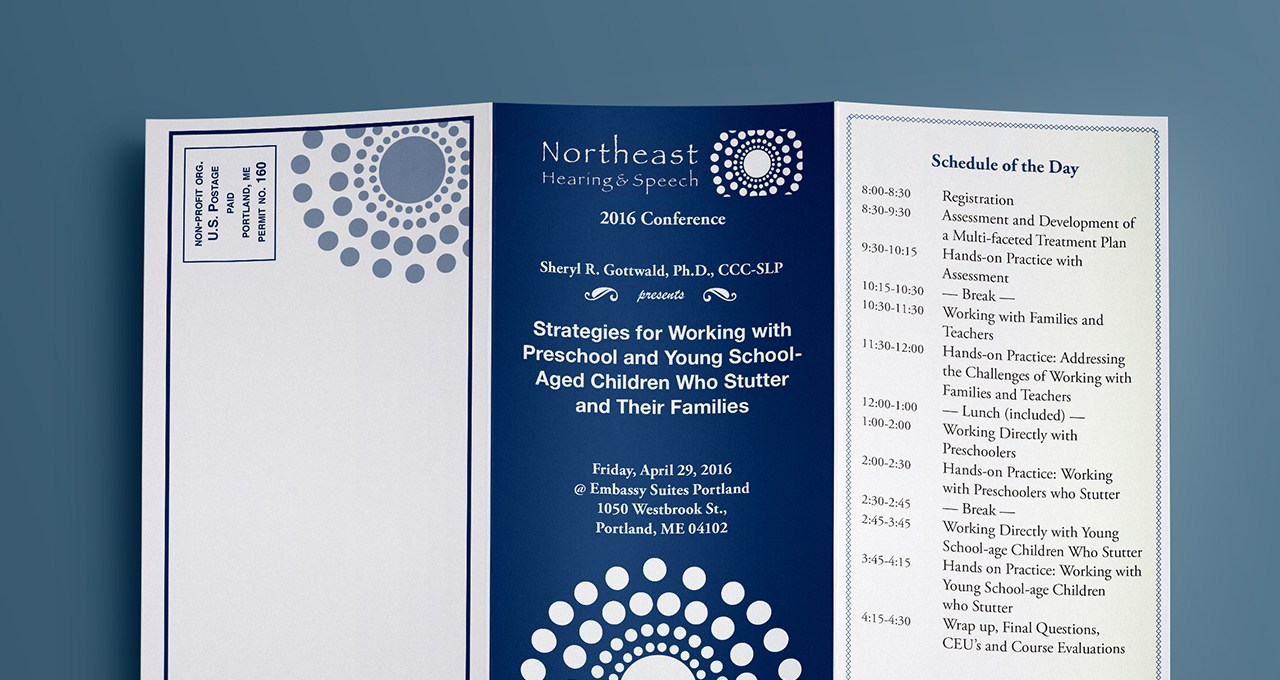 NON-PROFIT ORG.
U.S. POSTAGE
PAID
PORTLAND, ME
PERMIT NO. 160
Northeast
Hearing & Speech
2016 Conference
Sheryl R. Gottwald, Ph.D., CCC-SLP
presents
Strategies for Working with
Preschool and Young School-
Aged Children Who Stutter
and Their Families
Friday, April 29, 2016
@ Embassy Suites Portland
1050 Westbrook St.,
Portland, ME 04102
Schedule of the Day
8:00-8:30 Registration
8:30-9:30 Assessment and Development of
a Multi-faceted Treatment Plan
9:30-10:15 Hands-on Practice with
Assessment
10:15-10:30 — Break —
10:30-11:30 Working with Families and
Teachers
11:30-12:00 Hands-on Practice: Addressing
the Challenges of Working with
Families and Teachers
12:00-1:00 — Lunch (included) —
1:00-2:00 Working Directly with
Preschoolers
2:00-2:30 Hands-on Practice: Working
with Preschoolers who Stutter
2:30-2:45 — Break —
2:45-3:45 Working Directly with Young
School-age Children Who Stutter
3:45-4:15 Hands on Practice: Working with
Young School-age Children
who Stutter
4:15-4:30 Wrap up, Final Questions,
CEU's and Course Evaluations